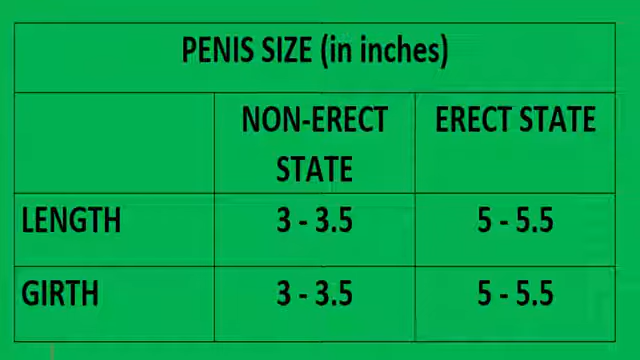 PENIS SIZE (in inches)
NON-ERECT STATE ERECT STATE
LENGTH 3 - 3.5 5 - 5.5
GIRTH 3 - 3.5 5 - 5.5